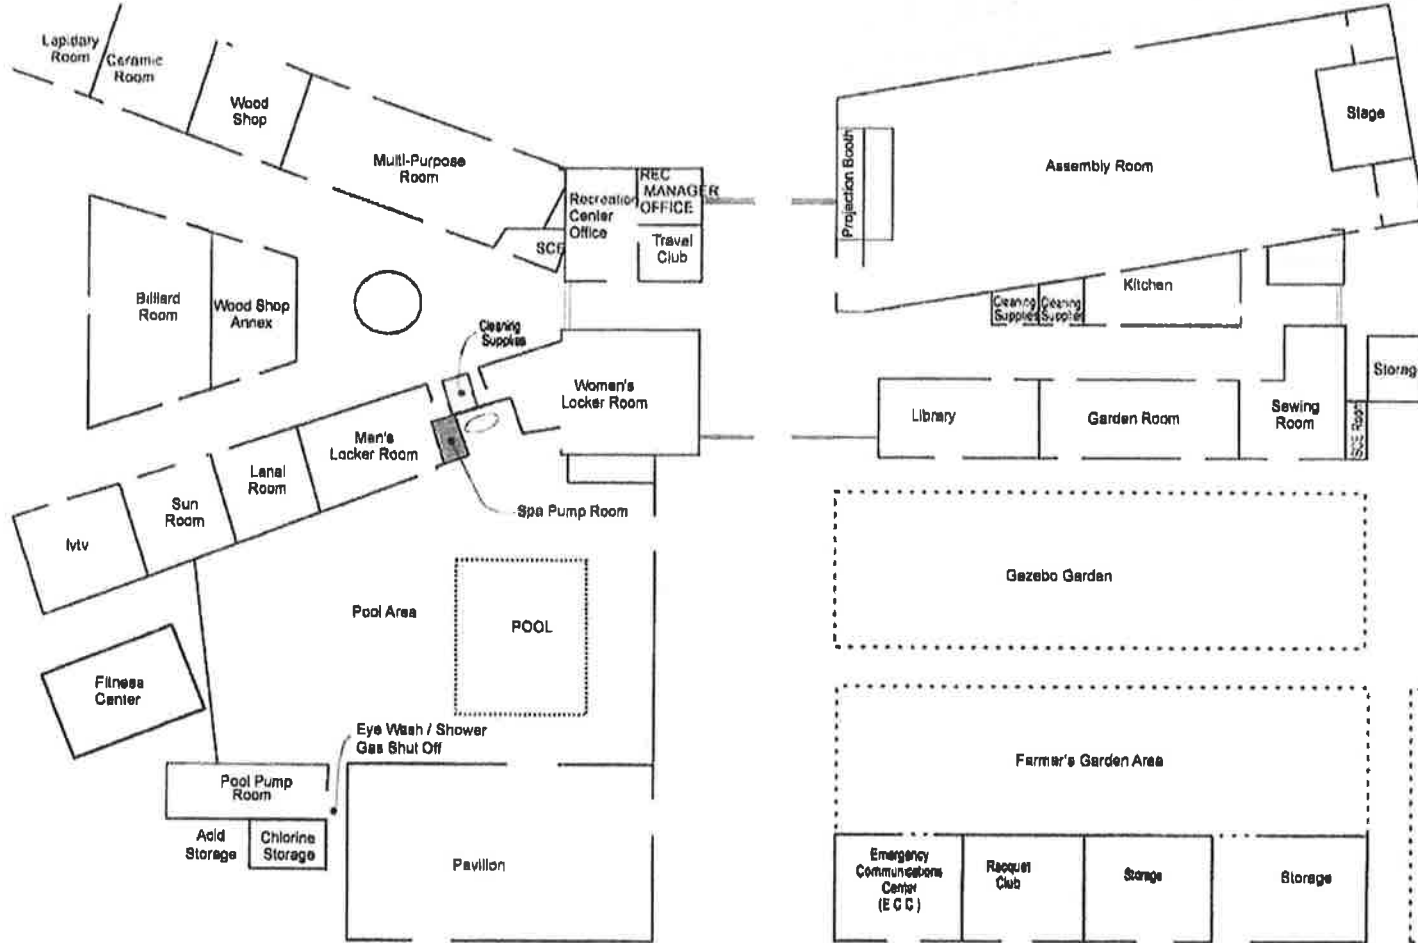 Lapidary
Room
Ceramic
Room
Wood
Shop
Multi-Purpose
Room
Recreation
Center
Office
REC
MANAGER
OFFICE
SCE
Travel
Club
Projection Booth
Assembly Room
Stage
Billiard
Room
Wood Shop
Annex
Cleaning
Supplies
Cleaning
Supplies
Cleaning
Supplies
Kitchen
Women's
Locker Room
Men's
Locker Room
Lanai
Room
Sun
Room
lvtv
Spa Pump Room
Library
Garden Room
Sewing
Room
SCE Room
Storag
Pool Area
POOL
Gazebo Garden
Fitness
Center
Eye Wash / Shower
Gas Shut Off
Pool Pump
Room
Acid
Storage
Chlorine
Storage
Pavilion
Farmer's Garden Area
Emergency
Communications
Center
(E C C )
Racquet
Club
Storage
Storage